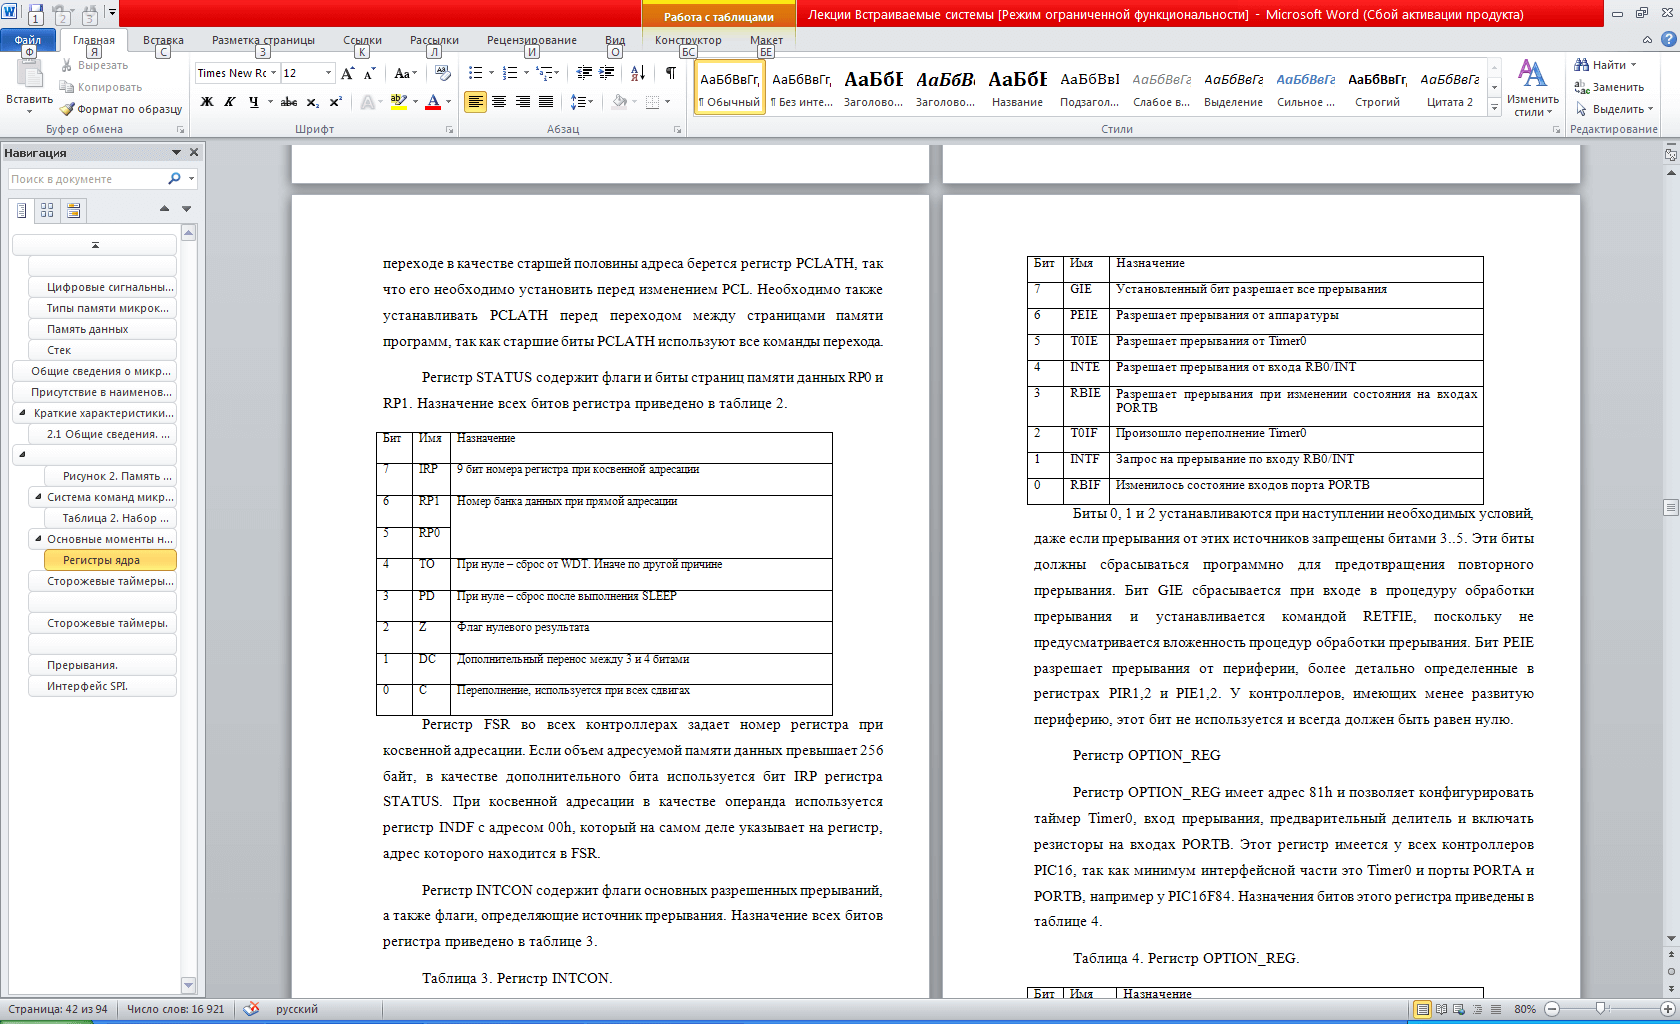 1
2
3
Работа с таблицами
Лекции Встраиваемые системы [Режим ограниченной функциональности] - Microsoft Word (Сбой активации продукта)
Файл
Главная
Вставка
Разметка страницы
Ссылки
Рассылки
Рецензирование
Вид
Конструктор
Макет
Ф
Я
С
З
К
Л
И
О
БС
БЕ
Вставить
Вырезать
Копировать
Формат по образцу
Буфер обмена
Times New Rc
12
Шрифт
Абзац
АаБбВвГг,
¶ Обычный
АаБбВвГг,
¶ Без инте...
АаБбЕ
Заголово...
АаБбВı
Заголово...
АаБбЕ
Название
АаБбВвІ
Подзагол...
АаБбВвГг
Слабое в...
АаБбВвГг
Выделение
АаБбВвГг
Сильное ...
АаБбВвГг,
Строгий
АаБбВвГг
Цитата 2
Изменить стили
Стили
Найти
Заменить
Выделить
Редактирование
Навигация
Поиск в документе
Цифровые сигнальны...
Типы памяти микрок...
Память данных
Стек
Общие сведения о микр...
Присутствие в наименов...
Краткие характеристики...
2.1 Общие сведения. ...
Рисунок 2. Память ...
Система команд микр...
Таблица 2. Набор ...
Основные моменты н...
Регистры ядра
Сторожевые таймеры...
Сторожевые таймеры.
Прерывания.
Интерфейс SPI.
переходе в качестве старшей половины адреса берется регистр PCLATH, так
что его необходимо установить перед изменением PCL. Необходимо также
устанавливать PCLATH перед переходом между страницами памяти
программ, так как старшие биты PCLATH используют все команды перехода.
Регистр STATUS содержит флаги и биты страниц памяти данных RP0 и
RP1. Назначение всех битов регистра приведено в таблице 2.
Бит Имя Назначение
7 IRP 9 бит номера регистра при косвенной адресации
6 RP1 Номер банка данных при прямой адресации
5 RP0
4 TO При нуле – сброс от WDT. Иначе по другой причине
3 PD При нуле – сброс после выполнения SLEEP
2 Z Флаг нулевого результата
1 DC Дополнительный перенос между 3 и 4 битами
0 C Переполнение, используется при всех сдвигах
Регистр FSR во всех контроллерах задает номер регистра при
косвенной адресации. Если объем адресуемой памяти данных превышает 256
байт, в качестве дополнительного бита используется бит IRP регистра
STATUS. При косвенной адресации в качестве операнда используется
регистр INDF с адресом 00h, который на самом деле указывает на регистр,
адрес которого находится в FSR.
Регистр INTCON содержит флаги основных разрешенных прерываний,
а также флаги, определяющие источник прерывания. Назначение всех битов
регистра приведено в таблице 3.
Таблица 3. Регистр INTCON.
Бит Имя Назначение
7 GIE Установленный бит разрешает все прерывания
6 PEIE Разрешает прерывания от аппаратуры
5 T0IE Разрешает прерывания от Timer0
4 INTE Разрешает прерывания от входа RB0/INT
3 RBIE Разрешает прерывания при изменении состояния на входах
PORTB
2 T0IF Произошло переполнение Timer0
1 INTF Запрос на прерывание по входу RB0/INT
0 RBIF Изменилось состояние входов порта PORTB
Биты 0, 1 и 2 устанавливаются при наступлении необходимых условий,
даже если прерывания от этих источников запрещены битами 3..5. Эти биты
должны сбрасываться программно для предотвращения повторного
прерывания. Бит GIE сбрасывается при входе в процедуру обработки
прерывания и устанавливается командой RETFIE, поскольку не
предусматривается вложенность процедур обработки прерывания. Бит PEIE
разрешает прерывания от периферии, более детально определенные в
регистрах PIR1,2 и PIE1,2. У контроллеров, имеющих менее развитую
периферию, этот бит не используется и всегда должен быть равен нулю.
Регистр OPTION_REG
Регистр OPTION_REG имеет адрес 81h и позволяет конфигурировать
таймер Timer0, вход прерывания, предварительный делитель и включать
резисторы на входах PORTB. Этот регистр имеется у всех контроллеров
PIC16, так как минимум интерфейсной части это Timer0 и порты PORTA и
PORTB, например у PIC16F84. Назначения битов этого регистра приведены в
таблице 4.
Таблица 4. Регистр OPTION_REG.
Бит Имя Назначение
Страница: 42 из 94
Число слов: 16 921
русский
80%